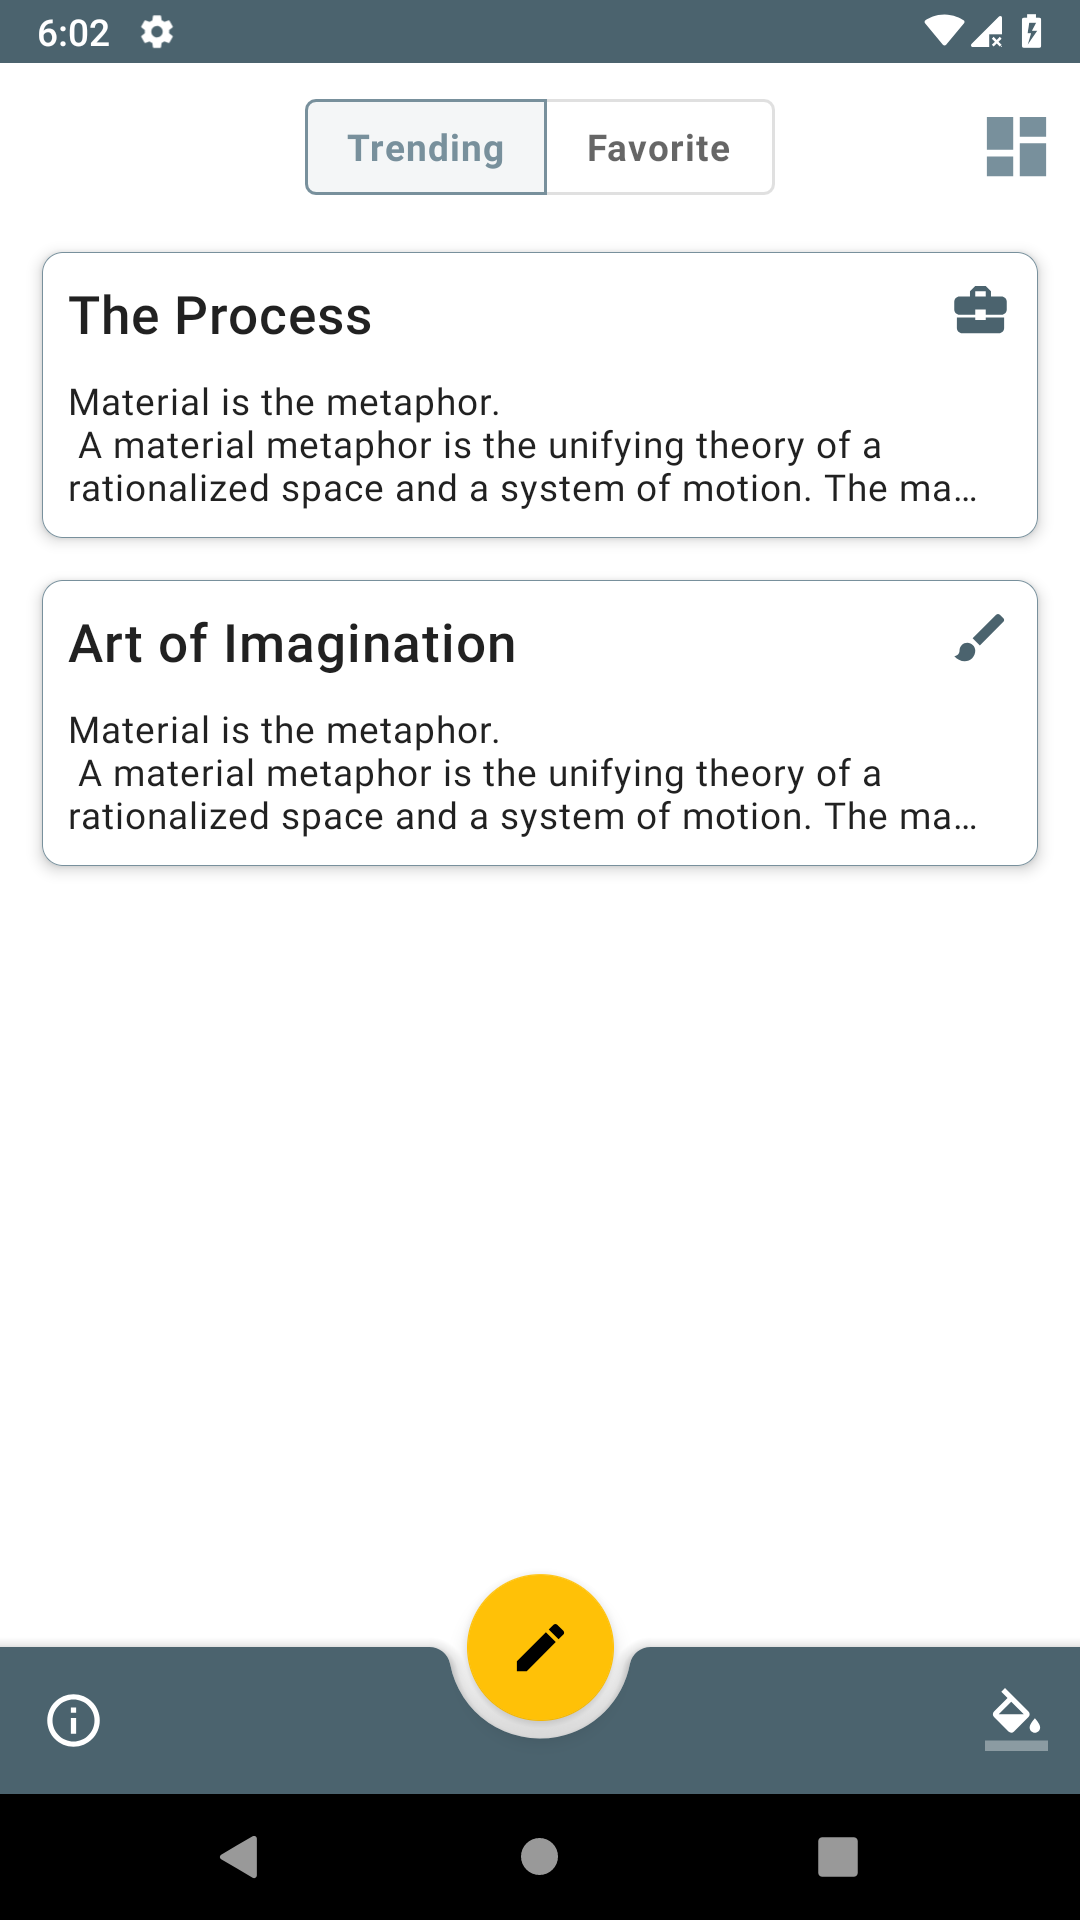 6:02
Trending Favorite
The Process
Material is the metaphor.
A material metaphor is the unifying theory of a
rationalized space and a system of motion. The ma...
Art of Imagination
Material is the metaphor.
A material metaphor is the unifying theory of a
rationalized space and a system of motion. The ma...